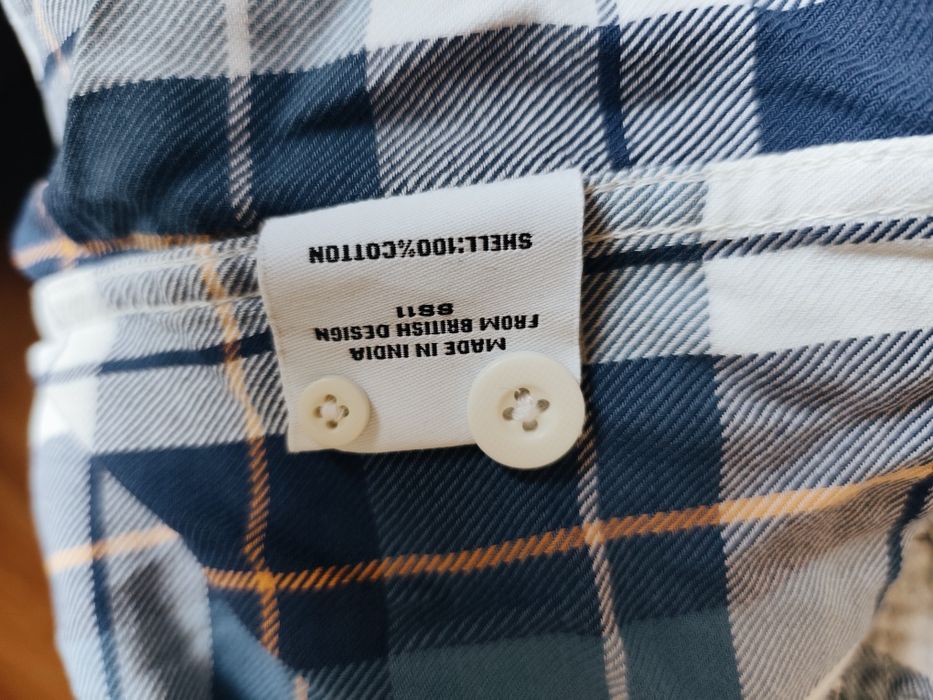 MADE IN INDIA
FROM BRITISH DESIGN
SS11
SHELL:100%COTTON